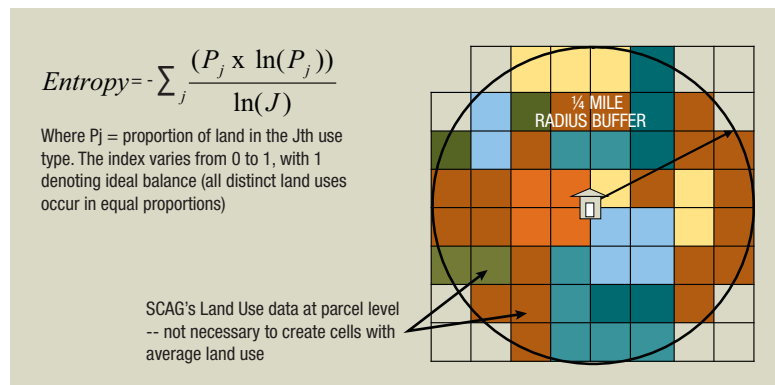 Entropy= - ∑ j (Pj x ln(Pj)) / ln(J)
Where Pj = proportion of land in the Jth use
type. The index varies from 0 to 1, with 1
denoting ideal balance (all distinct land uses
occur in equal proportions)
¼ MILE
RADIUS BUFFER
SCAG's Land Use data at parcel level
-- not necessary to create cells with
average land use